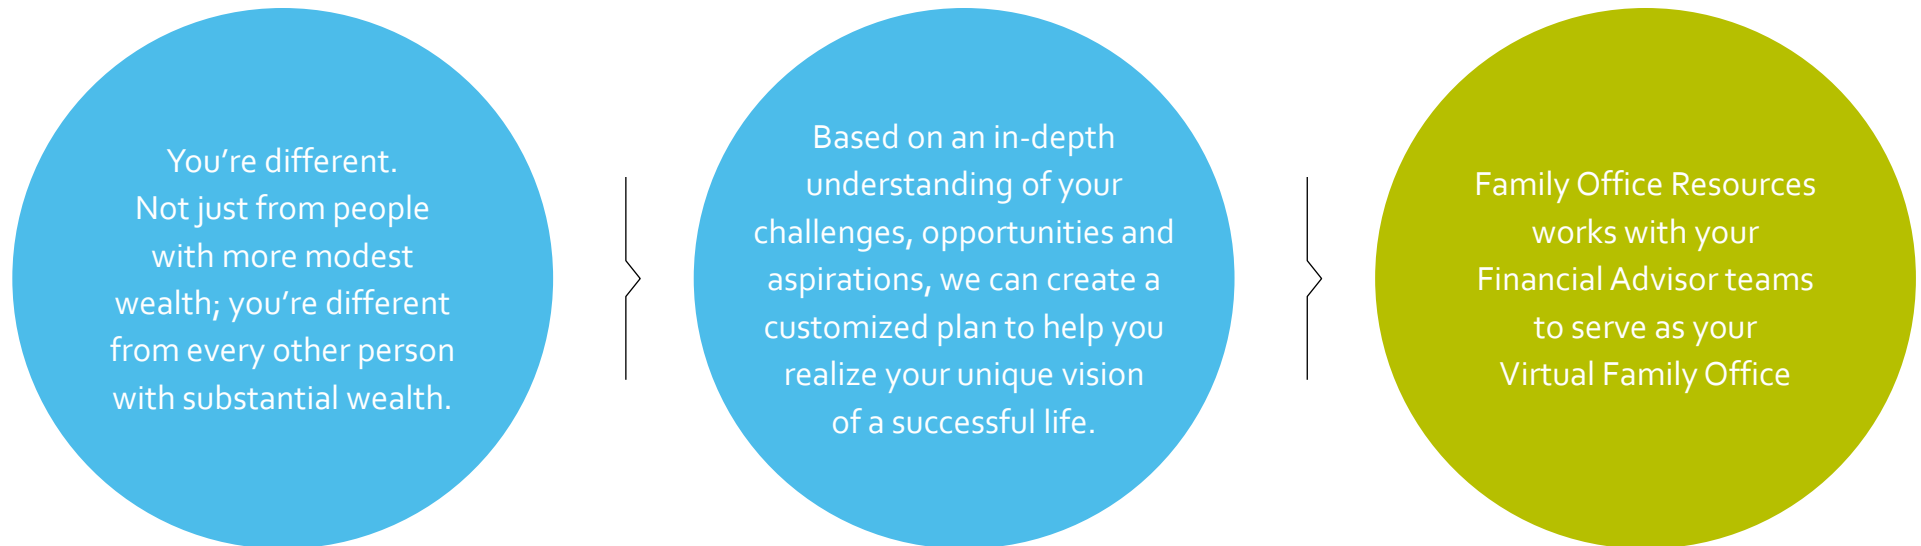 You’re different.
Not just from people
with more modest
wealth; you’re different
from every other person
with substantial wealth.
Based on an in-depth
understanding of your
challenges, opportunities and
aspirations, we can create a
customized plan to help you
realize your unique vision
of a successful life.
Family Office Resources
works with your
Financial Advisor teams
to serve as your
Virtual Family Office